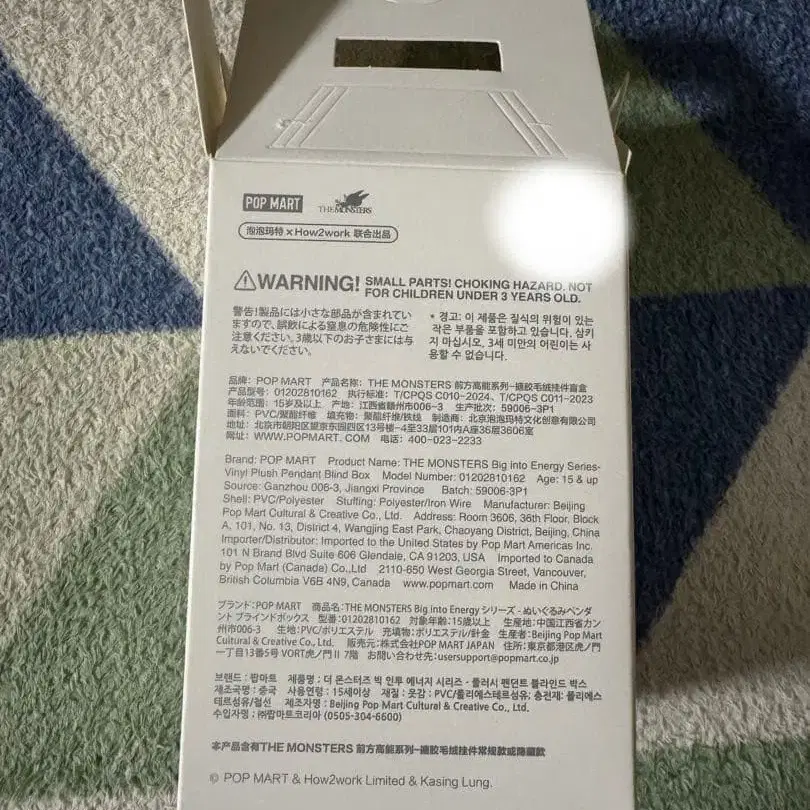 POP MART THE MONSTERS
泡泡玛特 × How2work 联合出品
⚠WARNING! SMALL PARTS! CHOKING HAZARD. NOT
FOR CHILDREN UNDER 3 YEARS OLD.
警告!製品には小さな部品が含まれてい
ますので、誤飲による窒息の危険性にご
注意ください。3歳以下のお子さまには与
えないでください。
* 경고: 이 제품은 질식의 위험이 있는
작은 부품을 포함하고 있습니다. 삼키
지 마십시오. 3세 미만의 어린이는 사
용할 수 없습니다.
品牌: POP MART 产品名称: THE MONSTERS 前方高能系列-搪胶毛绒挂件盲盒
产品型号: 01202810162 执行标准: T/CPQS C010-2024、T/CPQS C011-2023
年龄范围: 15岁及以上 产地: 江西省赣州市006-3 生产批次: 59006-3P1
面料: PVC/聚酯纤维 填充物: 聚酯纤维/铁线 制造商: 北京泡泡玛特文化创意有限公司
地址: 北京市朝阳区望京东园四区13号楼-4至33层101内A座36层3606室
网址: WWW.POPMART.COM 电话: 400-023-2233
Brand: POP MART Product Name: THE MONSTERS Big into Energy Series-
Vinyl Plush Pendant Blind Box Model Number: 01202810162 Age: 15 & up
Source: Ganzhou 006-3, Jiangxi Province Batch: 59006-3P1
Shell: PVC/Polyester Stuffing: Polyester/Iron Wire Manufacturer: Beijing
Pop Mart Cultural & Creative Co., Ltd. Address: Room 3606, 36th Floor, Block
A, 101, No. 13, District 4, Wangjing East Park, Chaoyang District, Beijing, China
Importer/Distributor: Imported to the United States by Pop Mart Americas Inc.
101 N Brand Blvd Suite 606 Glendale, CA 91203, USA Imported to Canada
by Pop Mart (Canada) Co.,Ltd 2110-650 West Georgia Street, Vancouver,
British Columbia V6B 4N9, Canada www.popmart.com Made in China
ブランド:POP MART 商品名:THE MONSTERS Big into Energy シリーズ - ぬいぐるみペンダ
ント ブラインドボックス 型番:01202810162 対象年齢:15歳以上 生産地:中国江西省カン
州市006-3 生地:PVC/ポリエステル 充填物:ポリエステル/針金 生産者:Beijing Pop Mart
Cultural & Creative Co., Ltd. 販売元:株式会社POP MART JAPAN 住所:東京都港区虎ノ門
一丁目13番5号 VORT虎ノ門Ⅱ 7階 お問い合わせ先:usersupport@popmart.co.jp
브랜드 : 팝마트 제품명 : 더 몬스터즈 빅 인투 에너지 시리즈 - 플러시 펜던트 블라인드 박스
제조국명 : 중국 사용연령 : 15세이상 재질 : 겉감 : PVC/폴리에스테르섬유; 충전재: 폴리에스
테르섬유/철선 제조자명 : Beijing Pop Mart Cultural & Creative Co., Ltd.
수입자명 : ㈜팝마트코리아 (0505-304-6600)
本产品含有THE MONSTERS 前方高能系列-搪胶毛绒挂件常规款或隐藏款
© POP MART & How2work Limited & Kasing Lung.